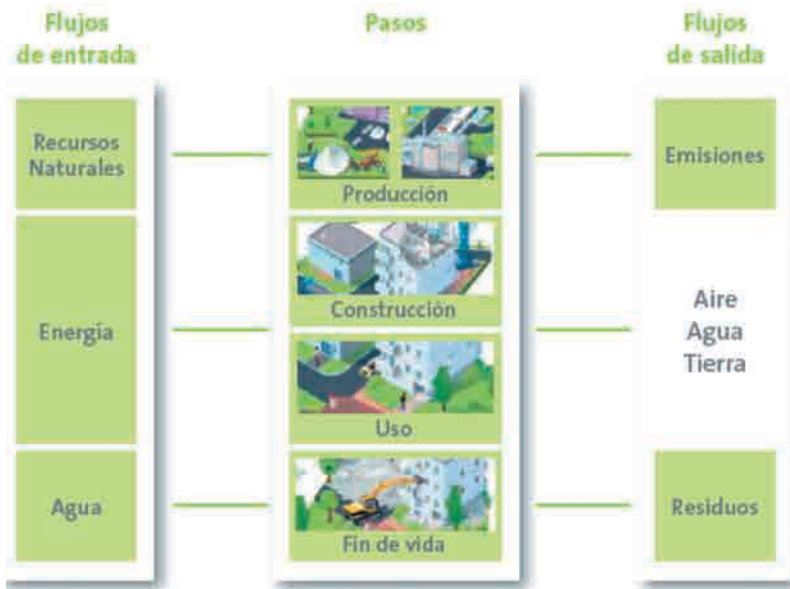 Flujos
de entrada
Pasos
Flujos
de salida
Recursos
Naturales
Energía
Agua
Producción
Construcción
Uso
Fin de vida
Emisiones
Aire
Agua
Tierra
Residuos